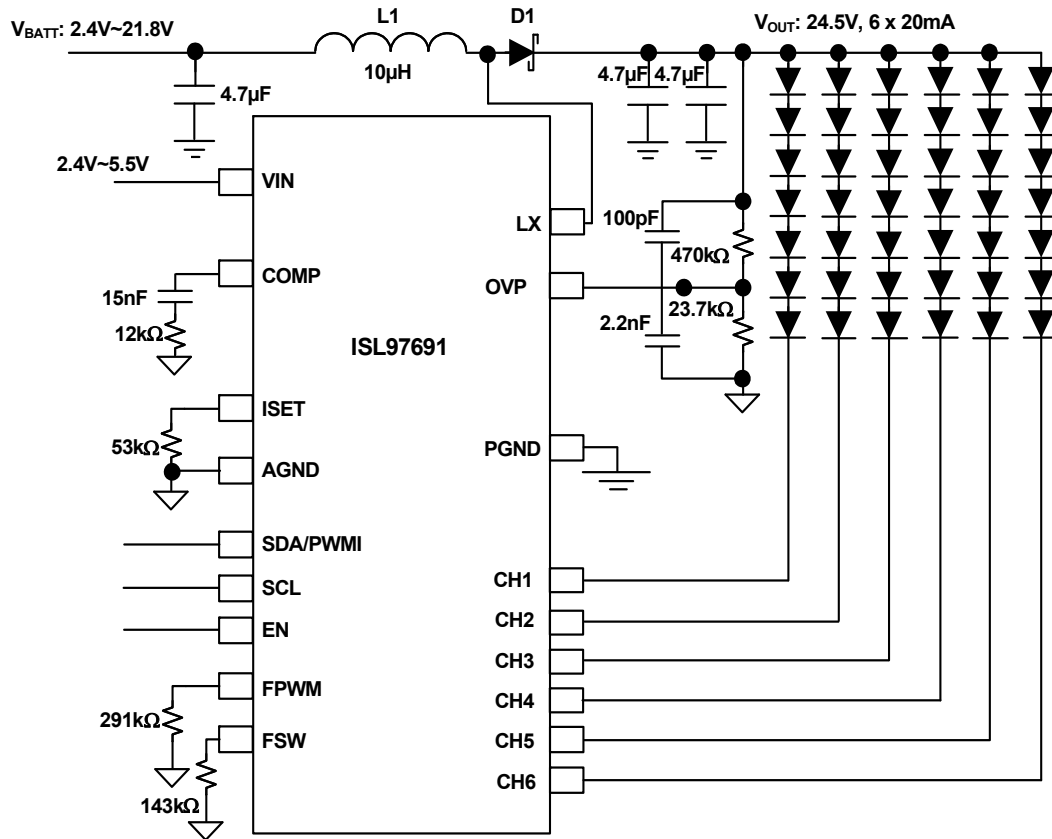 L1
D1
VBATT: 2.4V~21.8V
VOUT: 24.5V, 6 x 20mA
10µH
4.7µF
4.7µF 4.7µF
2.4V~5.5V
VIN
LX
100pF
470kΩ
COMP
OVP
15nF
23.7kΩ
12kΩ
2.2nF
ISL97691
ISET
53kΩ
PGND
AGND
SDA/PWMI
CH1
SCL
CH2
EN
CH3
FPWM
CH4
291kΩ
FSW
CH5
CH6
143kΩ